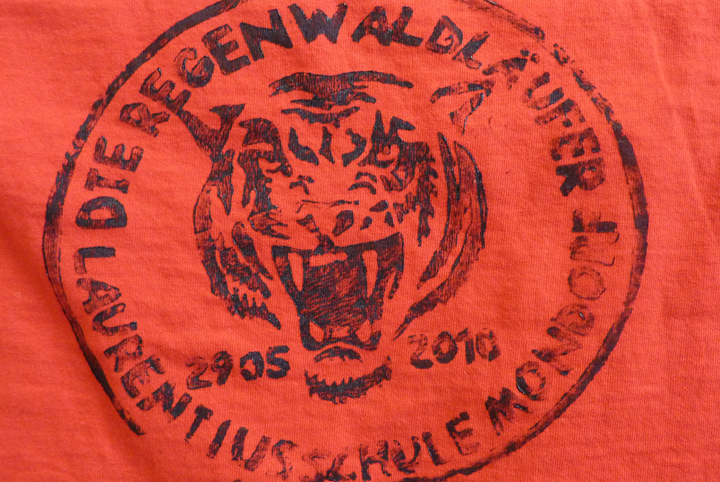 DIE REGENWALDLÄUFER
LAURENTIUSSCHULE MONDORF
2905 2010